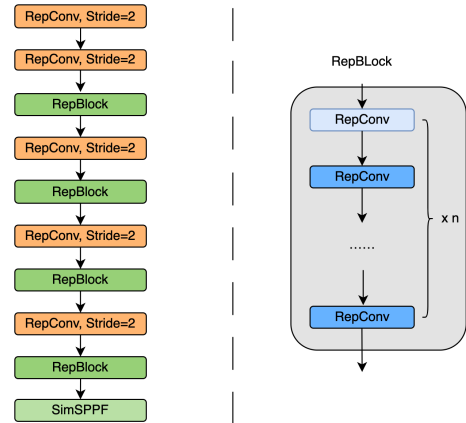 RepConv, Stride=2
RepConv, Stride=2
RepBlock
RepConv, Stride=2
RepBlock
RepConv, Stride=2
RepBlock
RepConv, Stride=2
RepBlock
SimSPPF
RepBLock
RepConv
RepConv
......
RepConv
x n